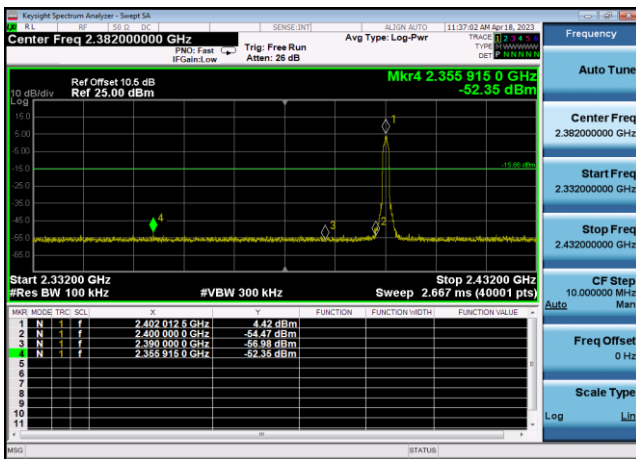 Keysight Spectrum Analyzer - Swept SA
RL RF 50 Ω DC SENSE:INT ALIGN AUTO 11:37:02 AM Apr 18, 2023
Center Freq 2.382000000 GHz
PNO: Fast
IFGain:Low
Trig: Free Run
Atten: 26 dB
Avg Type: Log-Pwr
TRACE 1 2 3 4 5 6
TYPE MWWWWW
DET P N N N N N
Ref Offset 10.5 dB
10 dB/div Ref 25.00 dBm
Log
Mkr4 2.355 915 0 GHz
-52.35 dBm
15.0
5.00
-5.00
-15.0
-25.0
-35.0
-45.0
-55.0
-65.0
1
-15.66 dBm
4
3
2
Start 2.33200 GHz Stop 2.43200 GHz
#Res BW 100 kHz #VBW 300 kHz Sweep 2.667 ms (40001 pts)
MKR MODE TRC SCL X Y FUNCTION FUNCTION WIDTH FUNCTION VALUE
1 N 1 f 2.402 012 5 GHz 4.42 dBm
2 N 1 f 2.400 000 0 GHz -54.47 dBm
3 N 1 f 2.390 000 0 GHz -56.98 dBm
4 N 1 f 2.355 915 0 GHz -52.35 dBm
5
6
7
8
9
10
11
MSG STATUS
Frequency
Auto Tune
Center Freq
2.382000000 GHz
Start Freq
2.332000000 GHz
Stop Freq
2.432000000 GHz
CF Step
10.000000 MHz
Auto Man
Freq Offset
0 Hz
Scale Type
Log Lin